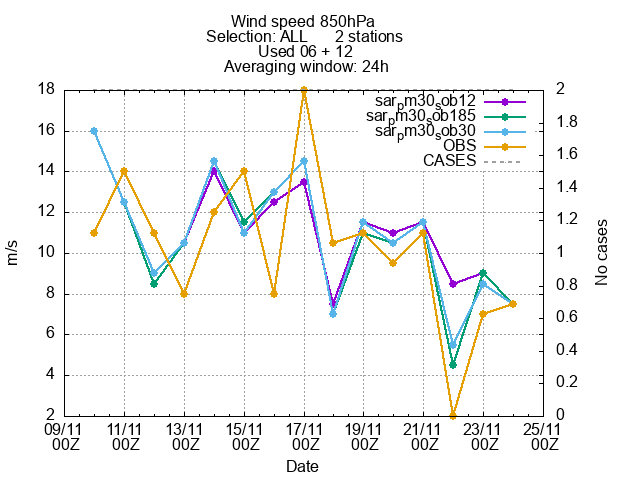 Wind speed 850hPa
Selection: ALL 2 stations
Used 06 + 12
Averaging window: 24h
sar_pm30_sob12
sar_pm30_sob185
sar_pm30_sob30
OBS
CASES
18
16
14
12
10
8
6
4
2
m/s
2
1.8
1.6
1.4
1.2
1
0.8
0.6
0.4
0.2
0
No cases
09/11 11/11 13/11 15/11 17/11 19/11 21/11 23/11 25/11
00Z 00Z 00Z 00Z 00Z 00Z 00Z 00Z 00Z
Date